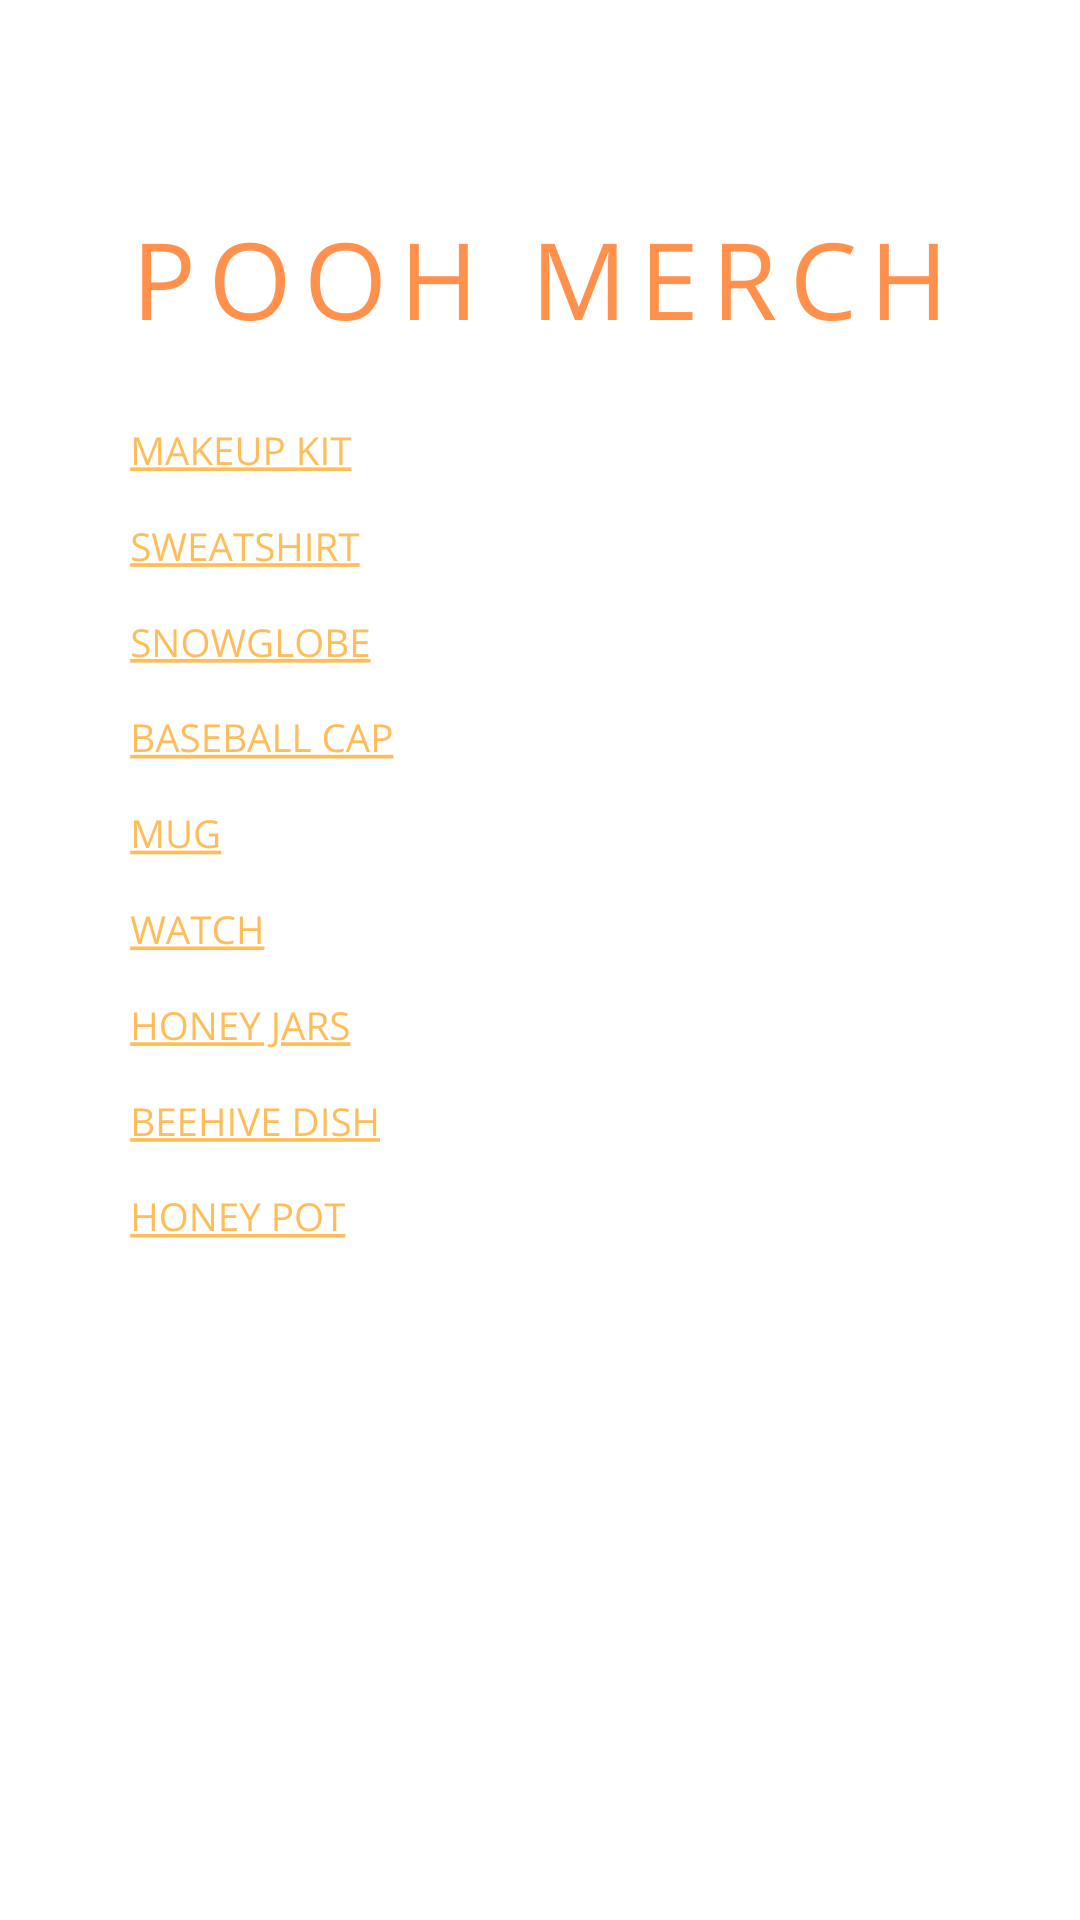 POOH MERCH
MAKEUP KIT
SWEATSHIRT
SNOWGLOBE
BASEBALL CAP
MUG
WATCH
HONEY JARS
BEEHIVE DISH
HONEY POT